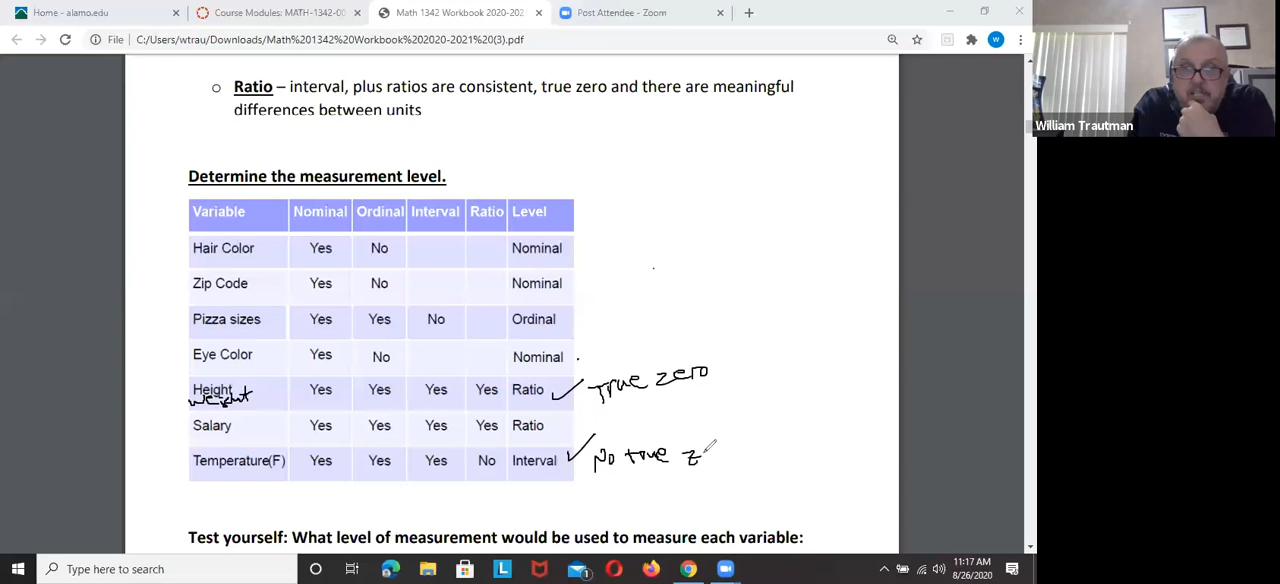 Home - alamo.edu
Course Modules: MATH-1342-00
Math 1342 Workbook 2020-202
Post Attendee - Zoom
File C:/Users/wtrau/Downloads/Math%201342%20Workbook%202020-2021%20(3).pdf
William Trautman
Ratio – interval, plus ratios are consistent, true zero and there are meaningful
differences between units
Determine the measurement level.
Variable Nominal Ordinal Interval Ratio Level
Hair Color Yes No Nominal
Zip Code Yes No Nominal
Pizza sizes Yes Yes No Ordinal
Eye Color Yes No Nominal
Height Yes Yes Yes Yes Ratio True zero
weight
Salary Yes Yes Yes Yes Ratio
Temperature(F) Yes Yes Yes No Interval No true z
Test yourself: What level of measurement would be used to measure each variable:
Type here to search
11:17 AM
8/26/2020